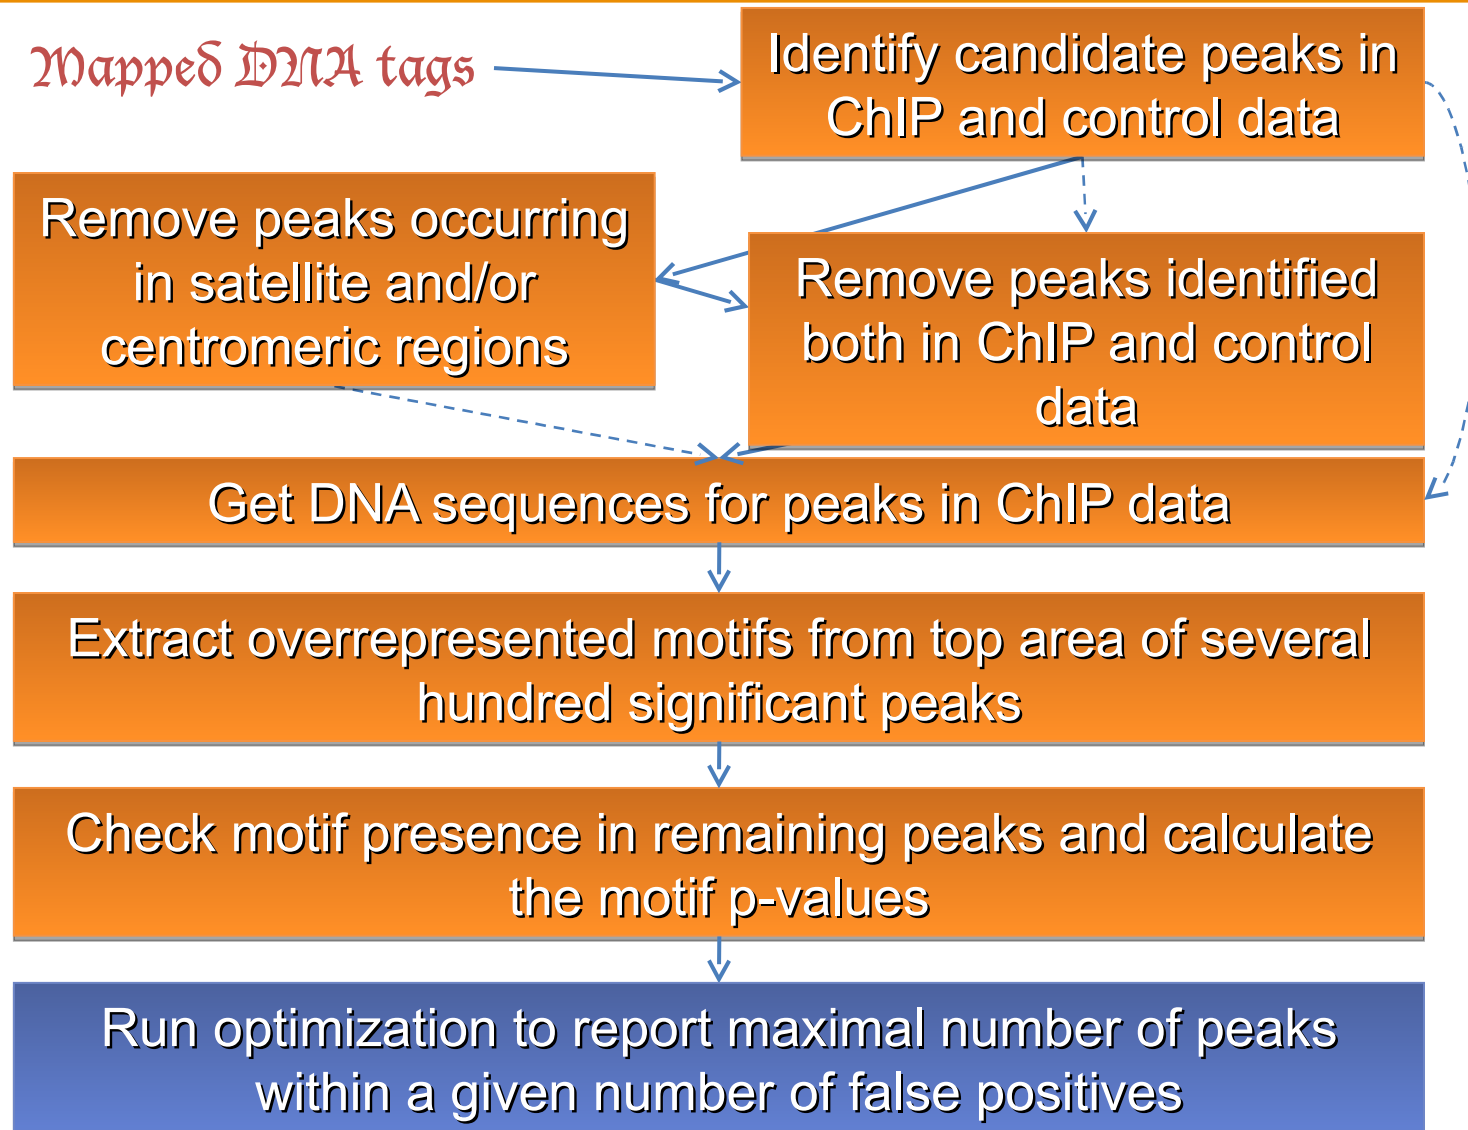 Mapped DNA tags
Identify candidate peaks in
ChIP and control data
Remove peaks occurring
in satellite and/or
centromeric regions
Remove peaks identified
both in ChIP and control
data
Get DNA sequences for peaks in ChIP data
Extract overrepresented motifs from top area of several
hundred significant peaks
Check motif presence in remaining peaks and calculate
the motif p-values
Run optimization to report maximal number of peaks
within a given number of false positives